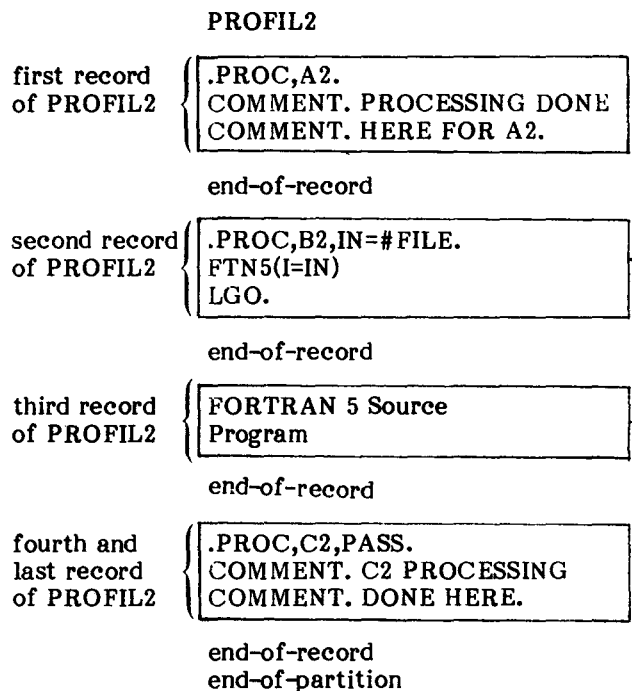 PROFIL2
first record
of PROFIL2
.PROC,A2.
COMMENT. PROCESSING DONE
COMMENT. HERE FOR A2.
end-of-record
second record
of PROFIL2
.PROC,B2,IN=#FILE.
FTN5(I=IN)
LGO.
end-of-record
third record
of PROFIL2
FORTRAN 5 Source
Program
end-of-record
fourth and
last record
of PROFIL2
.PROC,C2,PASS.
COMMENT. C2 PROCESSING
COMMENT. DONE HERE.
end-of-record
end-of-partition